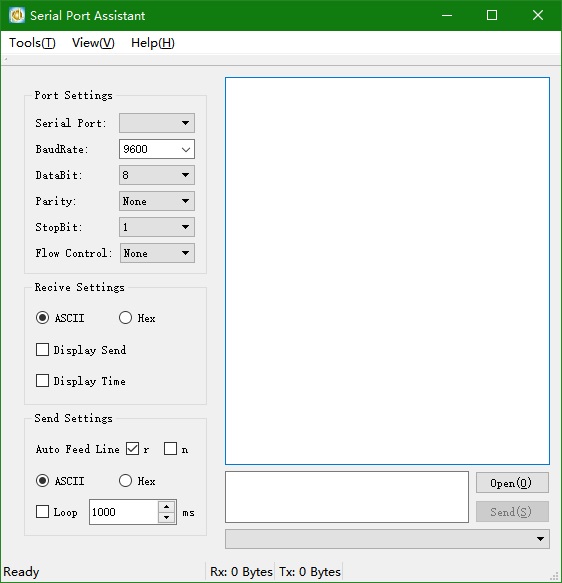 Serial Port Assistant
Tools(T) View(V) Help(H)
Port Settings
Serial Port:
BaudRate: 9600
DataBit: 8
Parity: None
StopBit: 1
Flow Control: None
Recive Settings
ASCII Hex
Display Send
Display Time
Send Settings
Auto Feed Line r n
ASCII Hex
Loop 1000 ms
Open(O)
Send(S)
Ready Rx: 0 Bytes Tx: 0 Bytes